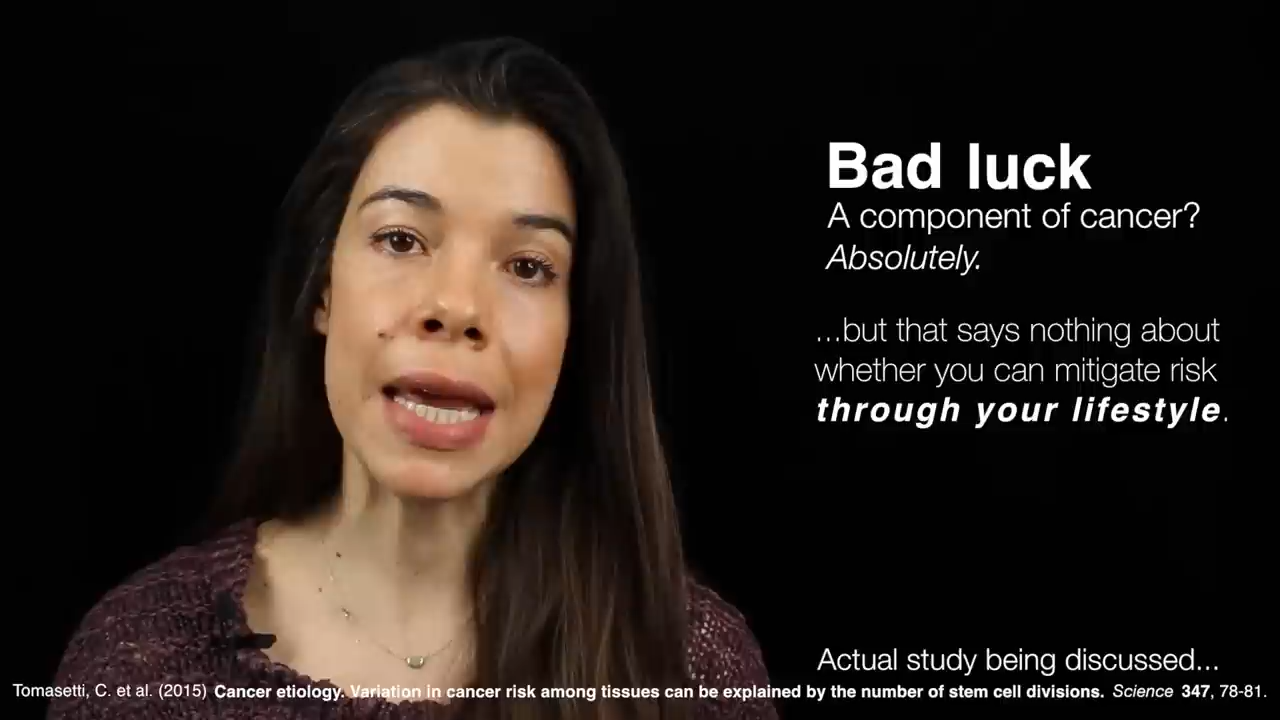 Bad luck
A component of cancer?
Absolutely.
...but that says nothing about
whether you can mitigate risk
through your lifestyle.
Actual study being discussed...
Tomasetti, C. et al. (2015) Cancer etiology. Variation in cancer risk among tissues can be explained by the number of stem cell divisions. Science 347, 78-81.